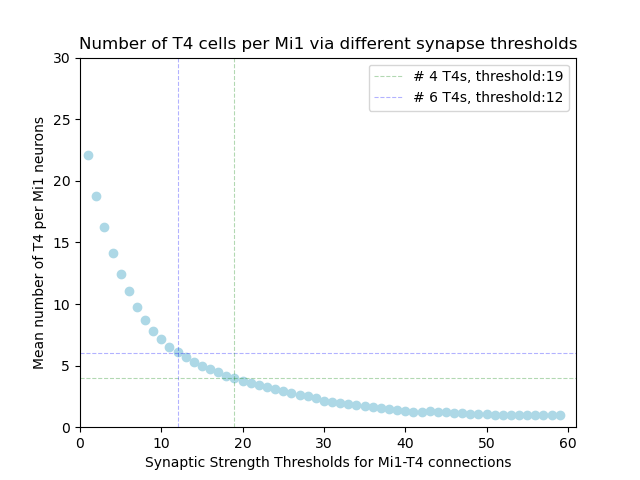 Number of T4 cells per Mi1 via different synapse thresholds
30
25
20
15
10
5
0
Mean number of T4 per Mi1 neurons
# 4 T4s, threshold:19
# 6 T4s, threshold:12
0 10 20 30 40 50 60
Synaptic Strength Thresholds for Mi1-T4 connections